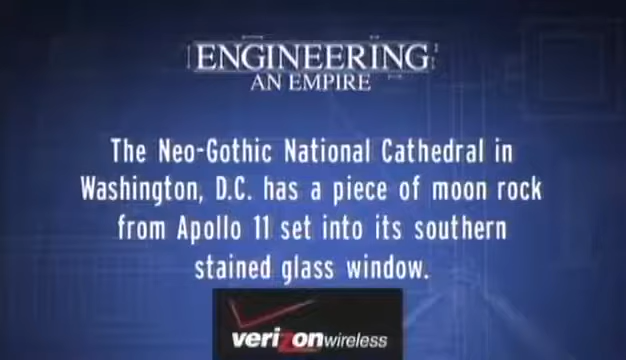 ENGINEERING
AN EMPIRE
The Neo-Gothic National Cathedral in
Washington, D.C. has a piece of moon rock
from Apollo 11 set into its southern
stained glass window.
verizonwireless